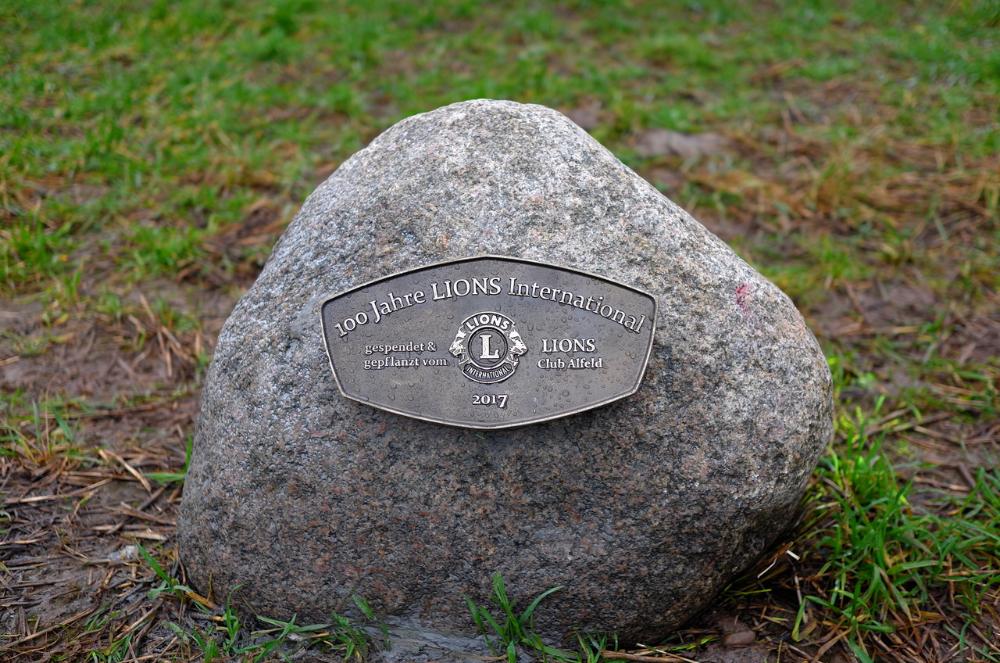 100 Jahre LIONS International
gespendet &
gepflanzt vom
LIONS
L
INTERNATIONAL
LIONS
Club Alfeld
2017